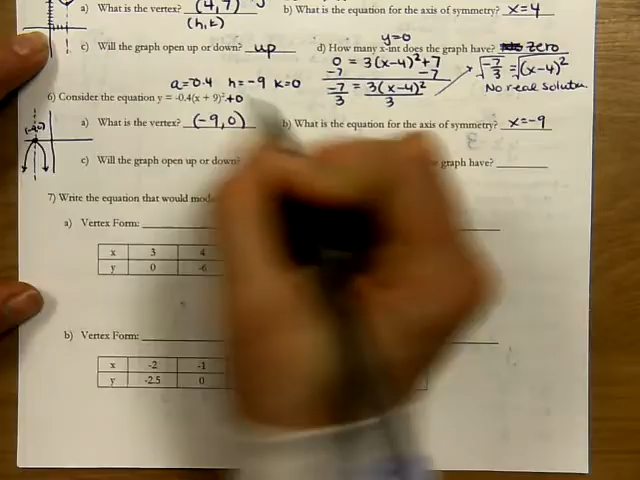 a) What is the vertex? (4,7)
b) What is the equation for the axis of symmetry? x=4
(h,k)
c) Will the graph open up or down? up
y=0
d) How many x-int does the graph have? zero
0 = 3(x-4)²+7
-7 -7
-7/3 = 3(x-4)²/3
√-7/3 = √(x-4)²
No real solution.
a=-0.4 h=-9 k=0
6) Consider the equation y = -0.4(x + 9)²+0
a) What is the vertex? (-9,0)
b) What is the equation for the axis of symmetry? x=-9
(-9,0)
c) Will the graph open up or down?
graph have?
7) Write the equation that would
a) Vertex Form:
x 3 4
y 0 -6
b) Vertex Form:
x -2 -1
y -2.5 0